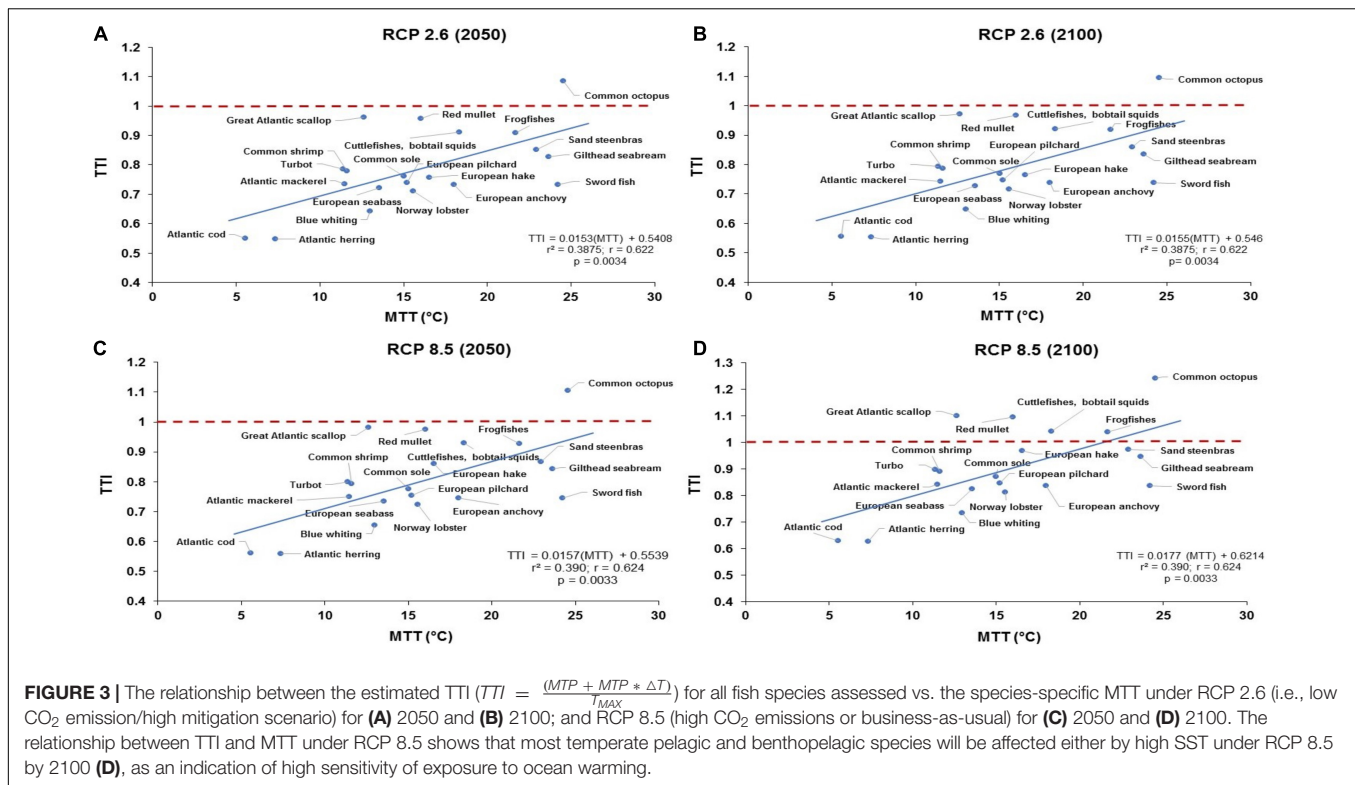 A
RCP 2.6 (2050)
1.2
1.1
1
0.9
0.8
0.7
0.6
0.5
0.4
TTI
Common octopus
Great Atlantic scallop
Red mullet
Frogfishes
Cuttlefishes, bobtail squids
Sand steenbras
Common shrimp
European pilchard
Gilthead seabream
Turbot
Common sole
European hake
Atlantic mackerel
Sword fish
European seabass
European anchovy
Norway lobster
Blue whiting
Atlantic cod
Atlantic herring
TTI = 0.0153(MTT) + 0.5408
r² = 0.3875; r = 0.622
p = 0.0034
0 5 10 15 20 25 30
MTT (°C)
B
RCP 2.6 (2100)
1.2
1.1
1
0.9
0.8
0.7
0.6
0.5
0.4
TTI
Common octopus
Great Atlantic scallop
Frogfishes
Red mullet
Cuttlefishes, bobtail squids
Sand steenbras
Common shrimp
European pilchard
Gilthead seabream
Turbo
Common sole
European hake
Atlantic mackerel
Sword fish
European seabass
European anchovy
Norway lobster
Blue whiting
Atlantic cod
Atlantic herring
TTI = 0.0155(MTT) + 0.546
r² = 0.3875; r = 0.622
p= 0.0034
0 5 10 15 20 25 30
MTT (°C)
C
RCP 8.5 (2050)
1.2
1.1
1
0.9
0.8
0.7
0.6
0.5
0.4
TTI
Common octopus
Great Atlantic scallop
Red mullet
Frogfishes
Sand steenbras
Common shrimp
Cuttlefishes, bobtail squids
Common sole
European hake
Gilthead seabream
Turbot
European pilchard
Sword fish
Atlantic mackerel
European seabass
European anchovy
Norway lobster
Blue whiting
Atlantic cod
Atlantic herring
TTI = 0.0157(MTT) + 0.5539
r² = 0.390; r = 0.624
p = 0.0033
0 5 10 15 20 25 30
MTT (°C)
D
RCP 8.5 (2100)
1.3
1.2
1.1
1
0.9
0.8
0.7
0.6
0.5
0.4
TTI
Common octopus
Great Atlantic scallop
Cuttlefishes, bobtail squids
Red mullet
Frogfishes
Common shrimp
European hake
Sand steenbras
Turbo
Common sole
European pilchard
Gilthead seabream
Atlantic mackerel
Sword fish
European seabass
Norway lobster
European anchovy
Blue whiting
Atlantic cod
Atlantic herring
TTI = 0.0177 (MTT) + 0.6214
r² = 0.390; r = 0.624
p = 0.0033
0 5 10 15 20 25 30
MTT (°C)
FIGURE 3 | The relationship between the estimated TTI (TTI = (MTP + MTP * △T) / T_MAX) for all fish species assessed vs. the species-specific MTT under RCP 2.6 (i.e., low
CO₂ emission/high mitigation scenario) for (A) 2050 and (B) 2100; and RCP 8.5 (high CO₂ emissions or business-as-usual) for (C) 2050 and (D) 2100. The
relationship between TTI and MTT under RCP 8.5 shows that most temperate pelagic and benthopelagic species will be affected either by high SST under RCP 8.5
by 2100 (D), as an indication of high sensitivity of exposure to ocean warming.